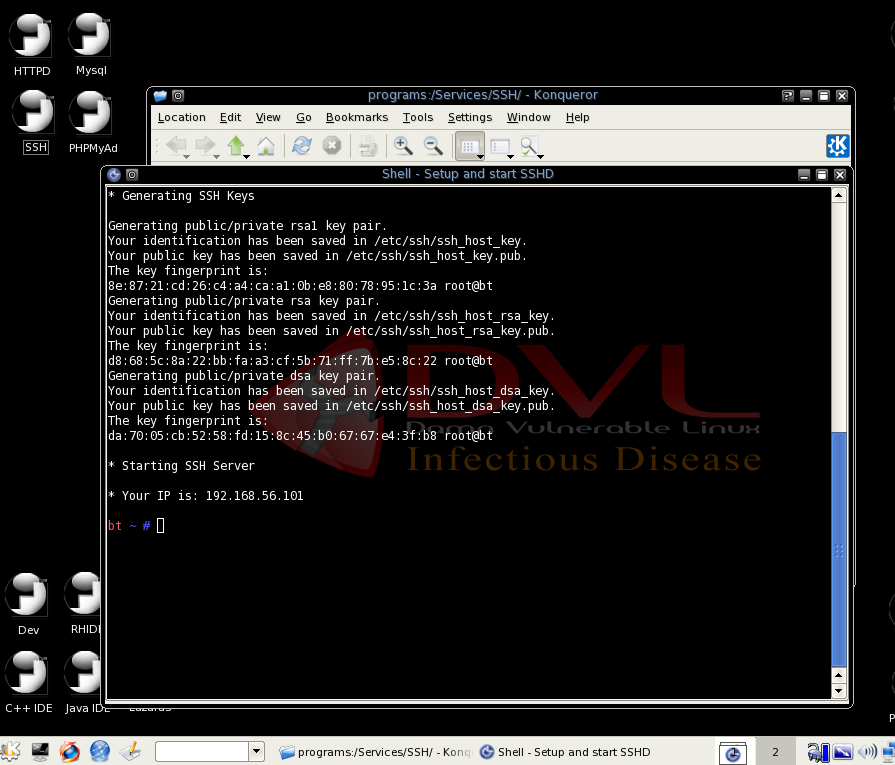 HTTPD
Mysql
SSH
PHPMyAd
programs:/Services/SSH/ - Konqueror
Location Edit View Go Bookmarks Tools Settings Window Help
Shell - Setup and start SSHD
* Generating SSH Keys
Generating public/private rsa1 key pair.
Your identification has been saved in /etc/ssh/ssh_host_key.
Your public key has been saved in /etc/ssh/ssh_host_key.pub.
The key fingerprint is:
8e:87:21:cd:26:c4:a4:ca:a1:0b:e8:80:78:95:1c:3a root@bt
Generating public/private rsa key pair.
Your identification has been saved in /etc/ssh/ssh_host_rsa_key.
Your public key has been saved in /etc/ssh/ssh_host_rsa_key.pub.
The key fingerprint is:
d8:68:5c:8a:22:bb:fa:a3:cf:5b:71:ff:7b:e5:8c:22 root@bt
Generating public/private dsa key pair.
Your identification has been saved in /etc/ssh/ssh_host_dsa_key.
Your public key has been saved in /etc/ssh/ssh_host_dsa_key.pub.
The key fingerprint is:
da:70:05:cb:52:58:fd:15:8c:45:b0:67:67:e4:3f:b8 root@bt
* Starting SSH Server
* Your IP is: 192.168.56.101
bt ~ #
DVL
Damn Vulnerable Linux
Infectious Disease
Dev
RHIDE
C++ IDE
Java IDE
Lazarus
P
programs:/Services/SSH/ - Konq
Shell - Setup and start SSHD
2